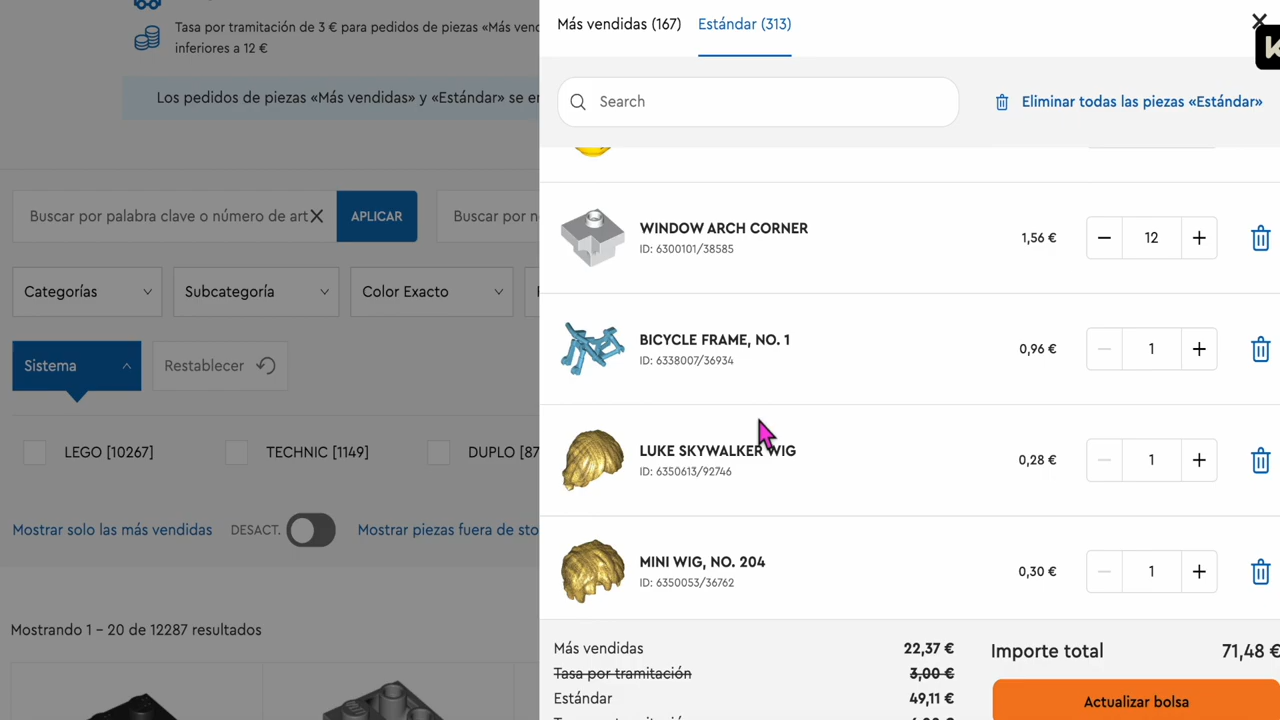 Tasa por tramitación de 3 € para pedidos de piezas «Más ven
inferiores a 12 €
Los pedidos de piezas «Más vendidas» y «Estándar» se en
Buscar por palabra clave o número de art
APLICAR
Buscar por n
Categorías
Subcategoría
Color Exacto
Sistema
Restablecer
LEGO [10267]
TECHNIC [1149]
DUPLO [87
Mostrar solo las más vendidas
DESACT.
Mostrar piezas fuera de sto
Mostrando 1 – 20 de 12287 resultados
Más vendidas (167)
Estándar (313)
Search
Eliminar todas las piezas «Estándar»
WINDOW ARCH CORNER
ID: 6300101/38585
1,56 €
12
BICYCLE FRAME, NO. 1
ID: 6338007/36934
0,96 €
1
LUKE SKYWALKER WIG
ID: 6350613/92746
0,28 €
1
MINI WIG, NO. 204
ID: 6350053/36762
0,30 €
1
Más vendidas 22,37 €
Tasa por tramitación 3,00 €
Estándar 49,11 €
Importe total 71,48 €
Actualizar bolsa